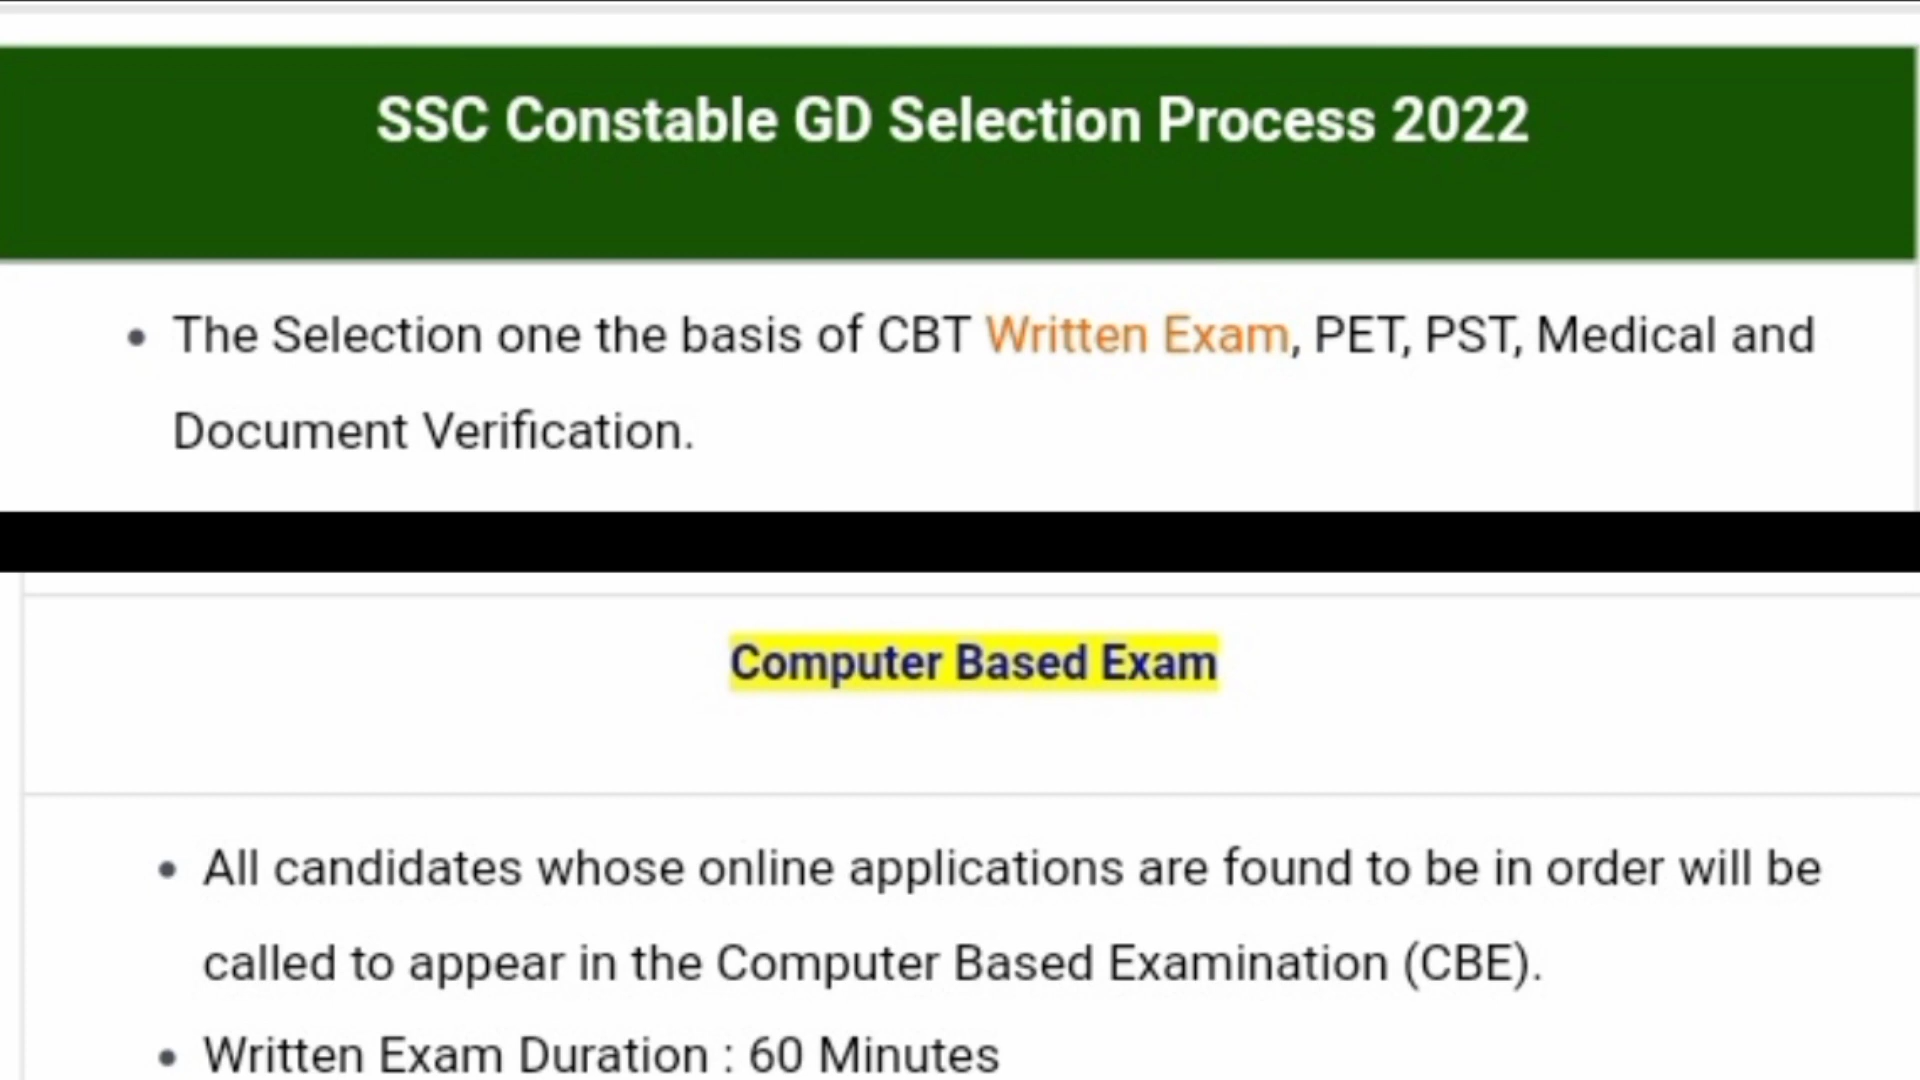 SSC Constable GD Selection Process 2022
• The Selection one the basis of CBT Written Exam, PET, PST, Medical and
Document Verification.
Computer Based Exam
• All candidates whose online applications are found to be in order will be
called to appear in the Computer Based Examination (CBE).
• Written Exam Duration : 60 Minutes